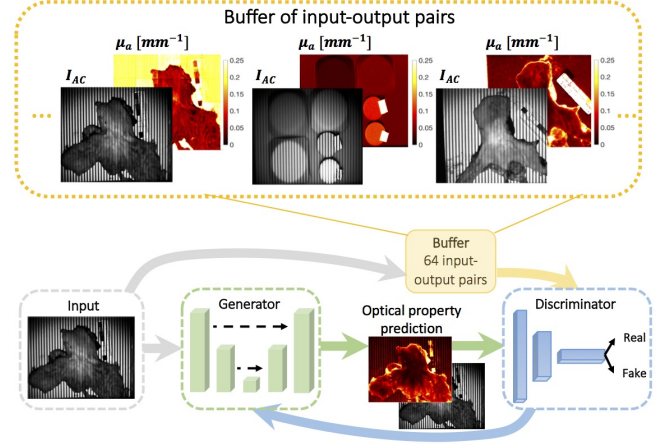 Buffer of input-output pairs
μₐ [mm⁻¹]
I_AC
0.25
0.2
0.15
0.1
0.05
0
μₐ [mm⁻¹]
I_AC
0.25
0.2
0.15
0.1
0.05
0
μₐ [mm⁻¹]
I_AC
0.25
0.2
0.15
0.1
0.05
0
Buffer
64 input-
output pairs
Input
Generator
Optical property
prediction
Discriminator
Real
Fake